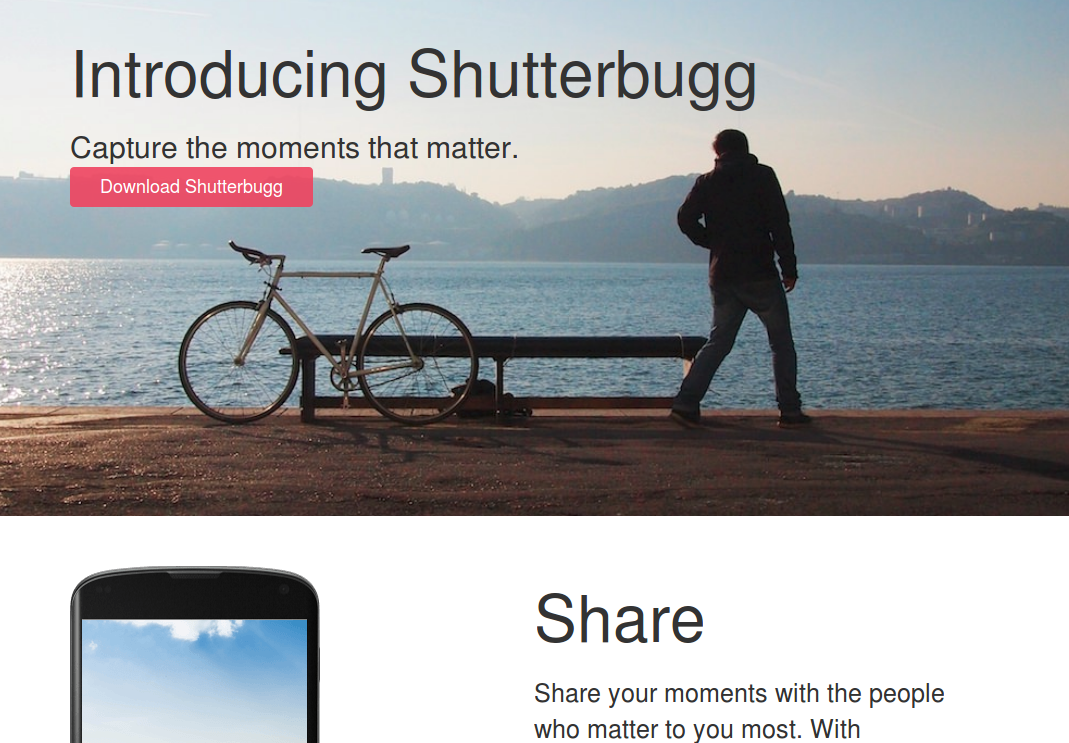 Introducing Shutterbugg
Capture the moments that matter.
Download Shutterbugg
Share
Share your moments with the people
who matter to you most. With